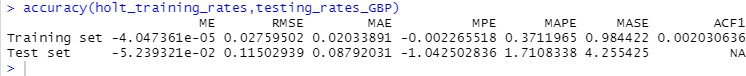 > accuracy(holt_training_rates,testing_rates_GBP)
ME RMSE MAE MPE MAPE MASE ACF1
Training set -4.047361e-05 0.02759502 0.02033891 -0.002265518 0.3711965 0.984422 0.002030636
Test set -5.239321e-02 0.11502939 0.08792031 -1.042502836 1.7108338 4.255425 NA
>